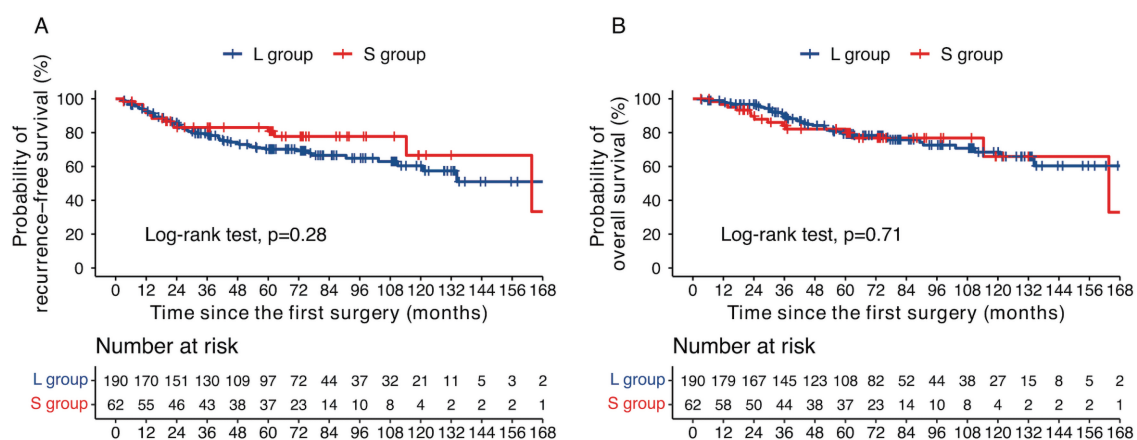 A
L group S group
Probability of
recurrence–free survival (%)
100
80
60
40
20
0
Log-rank test, p=0.28
0 12 24 36 48 60 72 84 96 108 120 132 144 156 168
Time since the first surgery (months)
Number at risk
L group 190 170 151 130 109 97 72 44 37 32 21 11 5 3 2
S group 62 55 46 43 38 37 23 14 10 8 4 2 2 2 1
0 12 24 36 48 60 72 84 96 108 120 132 144 156 168
B
L group S group
Probability of
overall survival (%)
100
80
60
40
20
0
Log-rank test, p=0.71
0 12 24 36 48 60 72 84 96 108 120 132 144 156 168
Time since the first surgery (months)
Number at risk
L group 190 179 167 145 123 108 82 52 44 38 27 15 8 5 2
S group 62 58 50 44 38 37 23 14 10 8 4 2 2 2 1
0 12 24 36 48 60 72 84 96 108 120 132 144 156 168